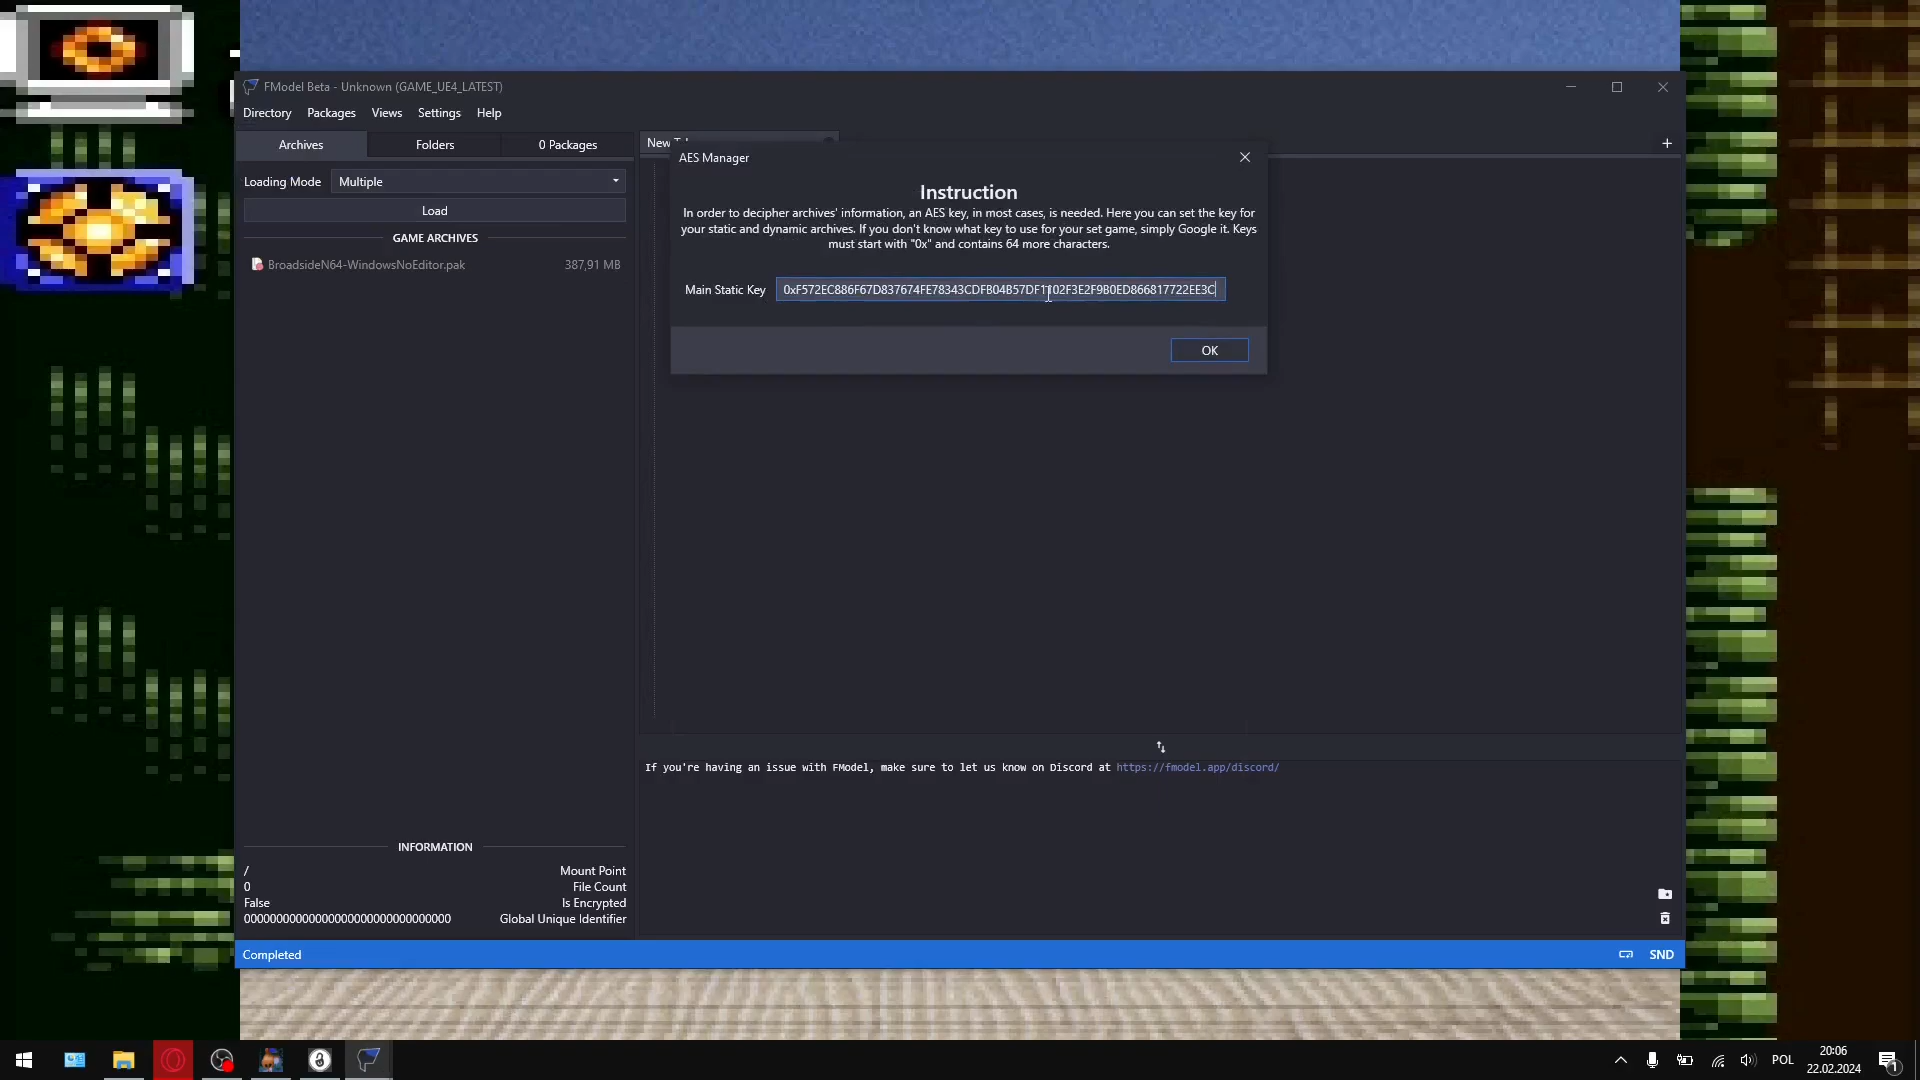 FModel Beta - Unknown (GAME_UE4_LATEST)
Directory Packages Views Settings Help
Archives Folders 0 Packages
Loading Mode Multiple
Load
GAME ARCHIVES
BroadsideN64-WindowsNoEditor.pak 387,91 MB
New
AES Manager
Instruction
In order to decipher archives' information, an AES key, in most cases, is needed. Here you can set the key for
your static and dynamic archives. If you don't know what key to use for your set game, simply Google it. Keys
must start with "0x" and contains 64 more characters.
Main Static Key
OK
If you're having an issue with FModel, make sure to let us know on Discord at https://fmodel.app/discord/
INFORMATION
/ Mount Point
0 File Count
False Is Encrypted
00000000000000000000000000000000 Global Unique Identifier
Completed SND
POL
20:06
22.02.2024
1